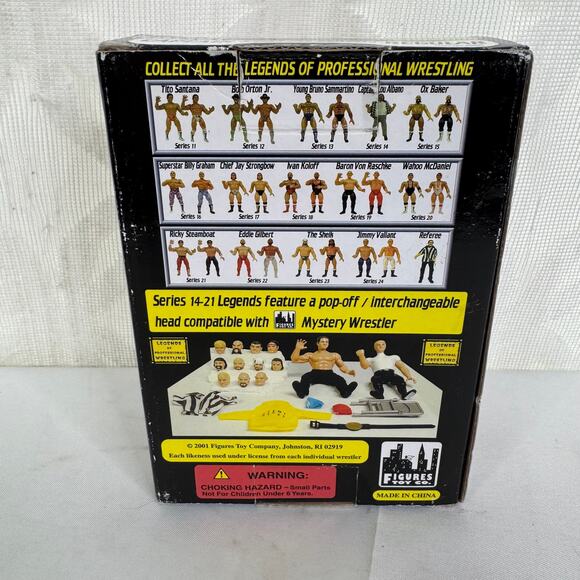 COLLECT ALL THE LEGENDS OF PROFESSIONAL WRESTLING
Tito Santana Bob Orton Jr. Young Bruno Sammartino Captain Lou Albano Ox Baker
Series 11 Series 12 Series 13 Series 14 Series 15
Superstar Billy Graham Chief Jay Strongbow Ivan Koloff Baron Von Raschke Wahoo McDaniel
Series 16 Series 17 Series 18 Series 19 Series 20
Ricky Steamboat Eddie Gilbert The Sheik Jimmy Valiant Referee
Series 21 Series 22 Series 23 Series 24
Series 14-21 Legends feature a pop-off / interchangeable
head compatible with Mystery Wrestler
LEGENDS
OF
PROFESSIONAL
WRESTLING
LEGENDS
OF
PROFESSIONAL
WRESTLING
© 2001 Figures Toy Company, Johnston, RI 02919
Each likeness used under license from each individual wrestler
WARNING:
CHOKING HAZARD - Small Parts
Not For Children Under 6 Years.
FIGURES
TOY CO.
MADE IN CHINA